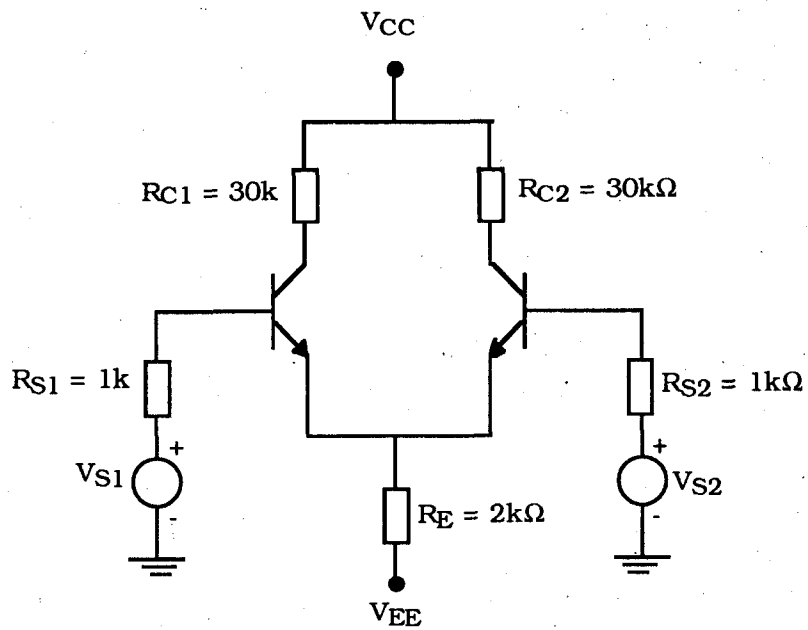 VCC
RC1 = 30k
RC2 = 30kΩ
RS1 = 1k
RS2 = 1kΩ
+
+
VS1
VS2
-
-
RE = 2kΩ
VEE